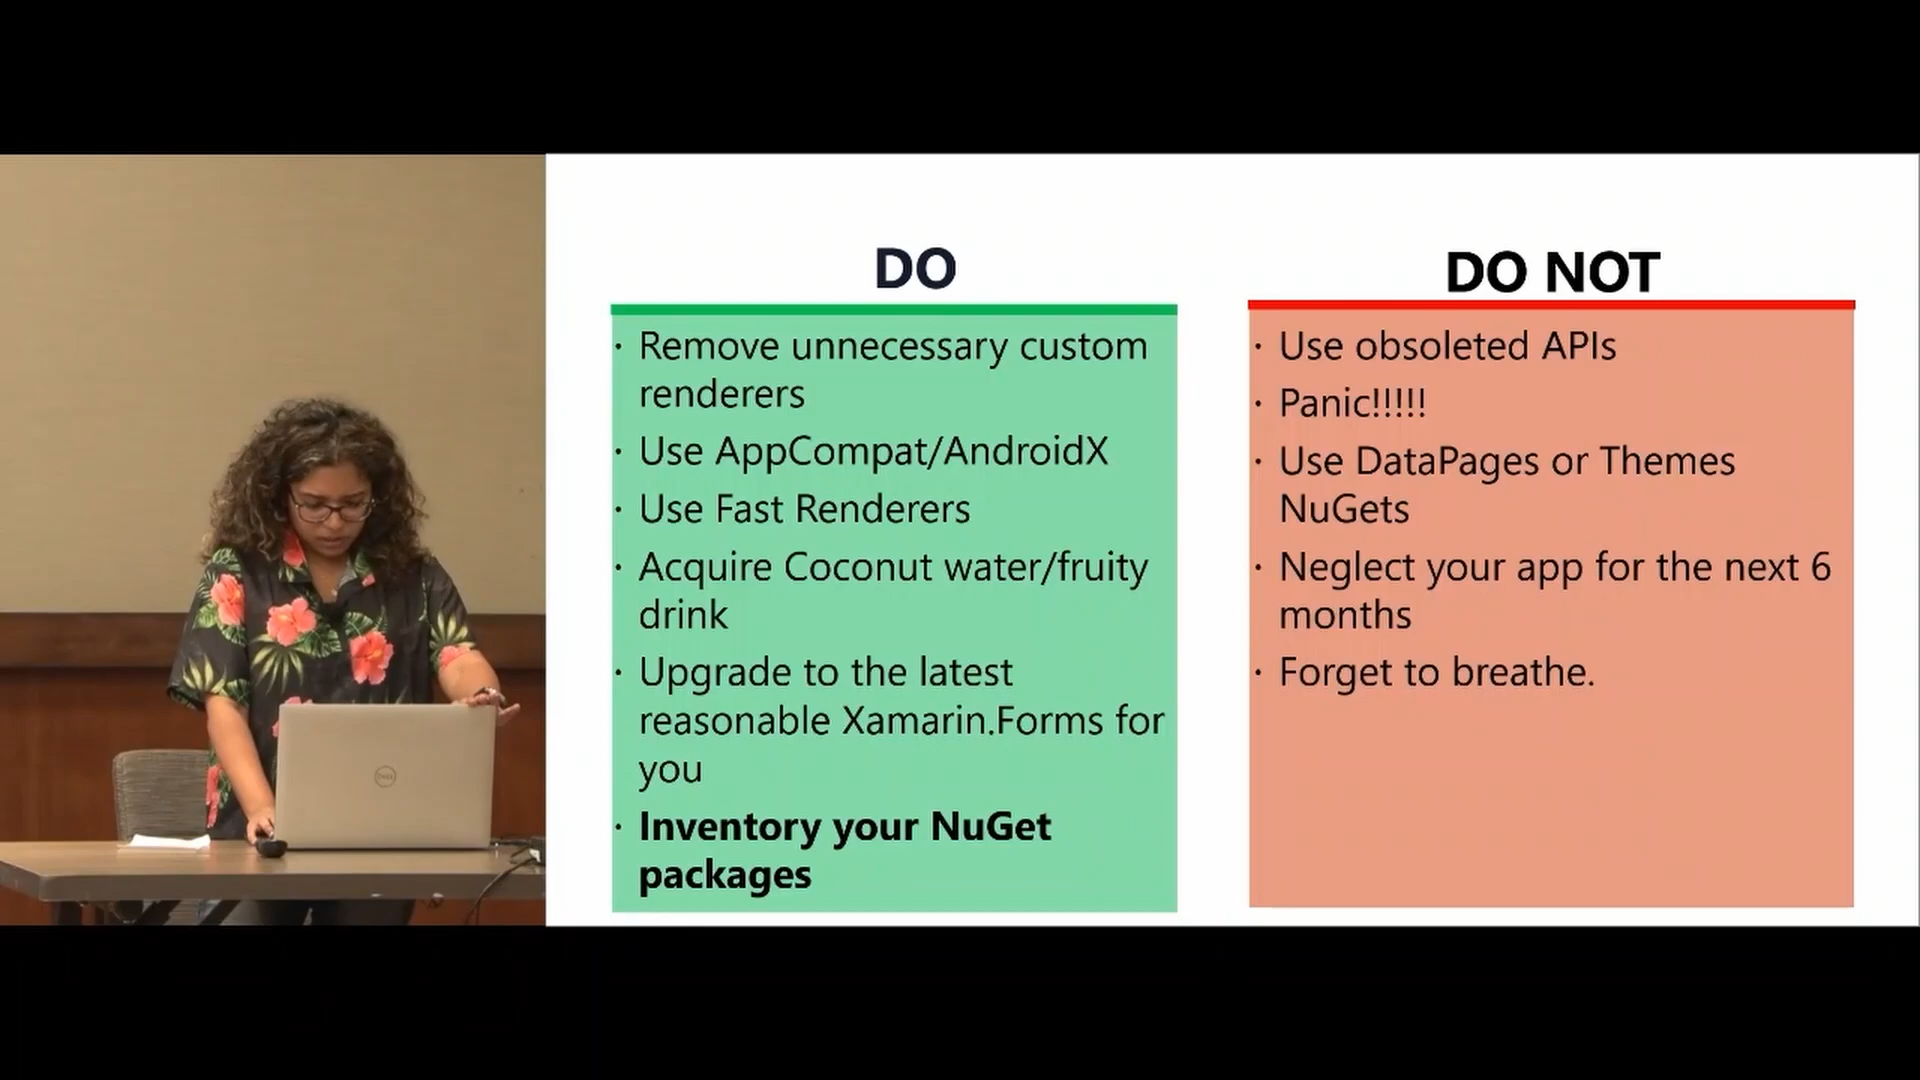 DO
Remove unnecessary custom
renderers
Use AppCompat/AndroidX
Use Fast Renderers
Acquire Coconut water/fruity
drink
Upgrade to the latest
reasonable Xamarin.Forms for
you
Inventory your NuGet
packages
DO NOT
Use obsoleted APIs
Panic!!!!!
Use DataPages or Themes
NuGets
Neglect your app for the next 6
months
Forget to breathe.